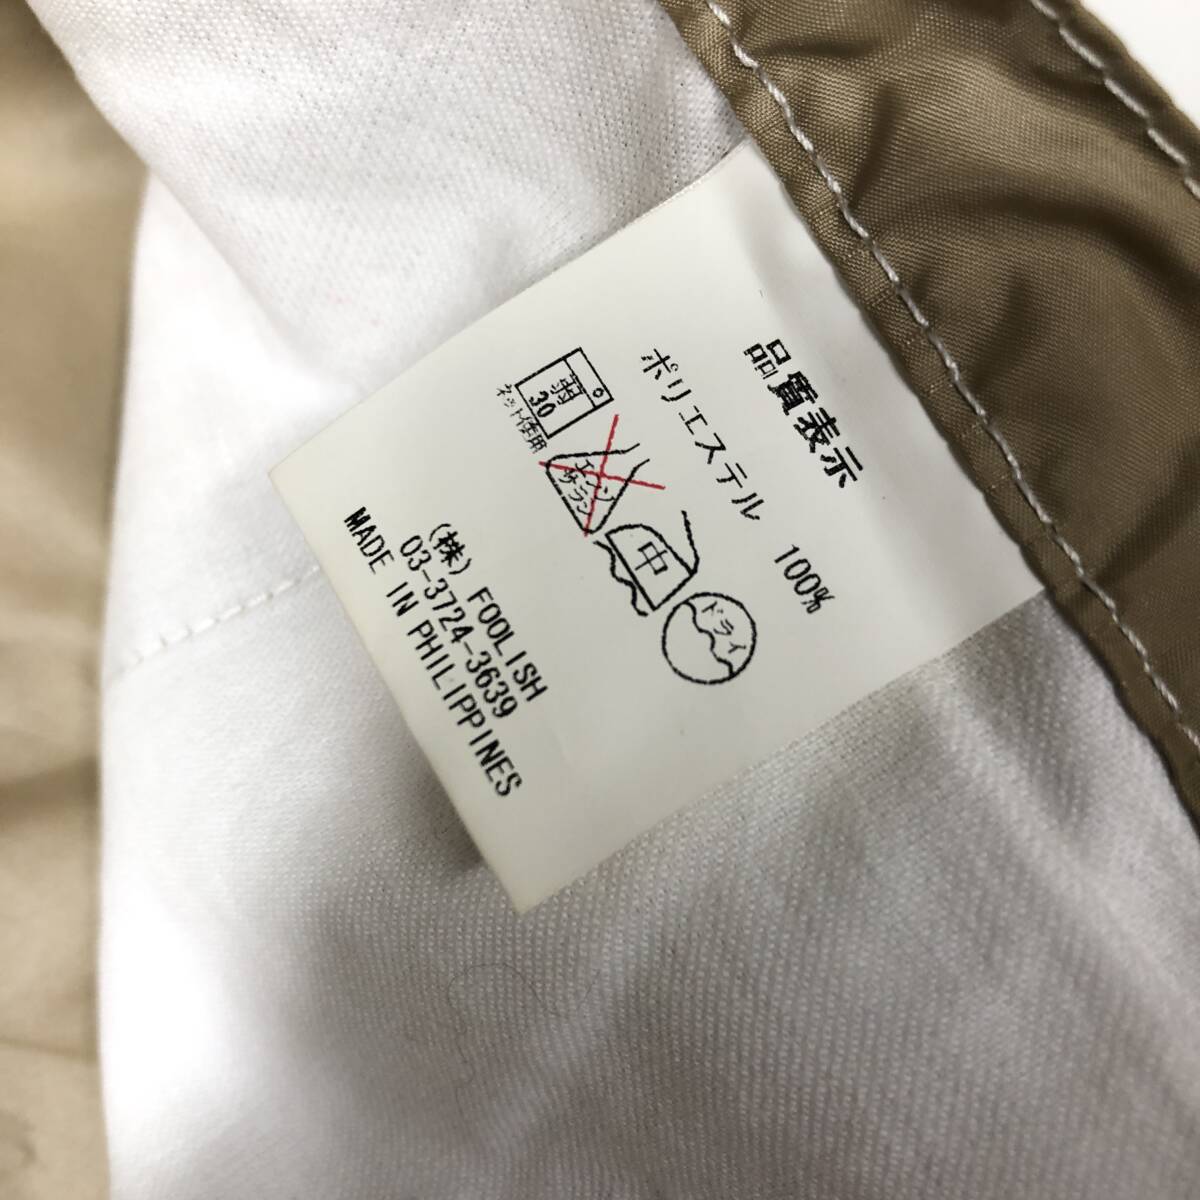 品質表示
ポリエステル 100%
弱
30
ネット使用
エンソ
サラシ
中
ドライ
(株) FOOLISH
03-3724-3639
MADE IN PHILIPPINES